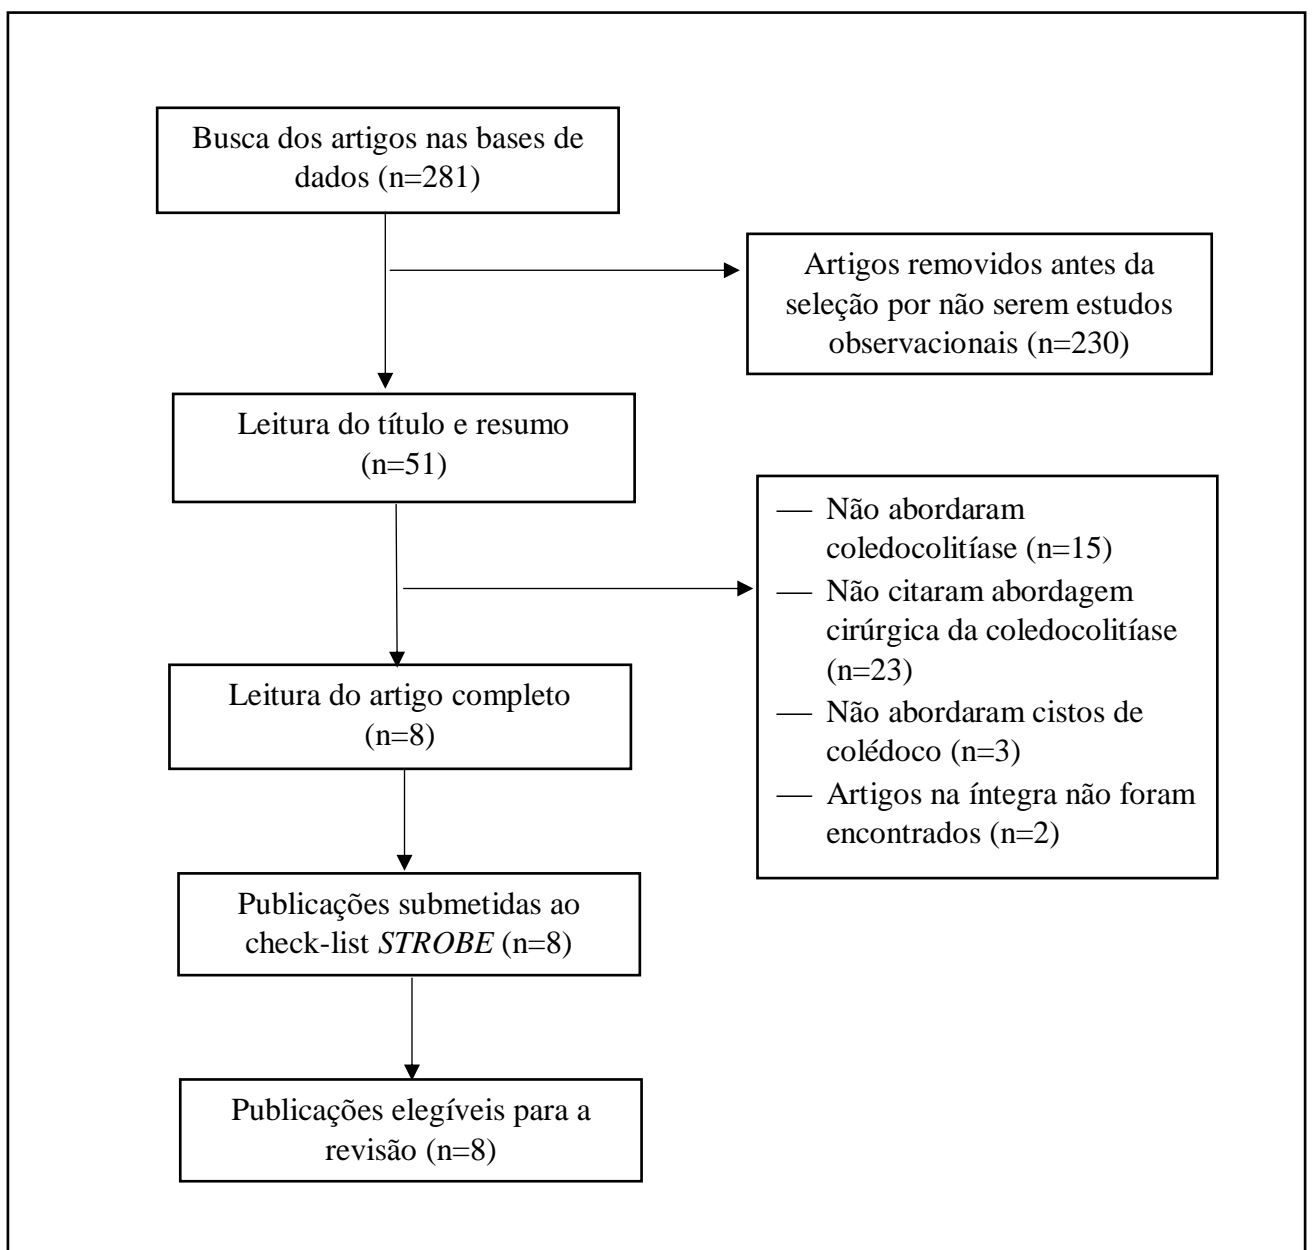 Busca dos artigos nas bases de
dados (n=281)
Artigos removidos antes da
seleção por não serem estudos
observacionais (n=230)
Leitura do título e resumo
(n=51)
— Não abordaram
coledocolitíase (n=15)
— Não citaram abordagem
cirúrgica da coledocolitíase
(n=23)
— Não abordaram cistos de
colédoco (n=3)
— Artigos na íntegra não foram
encontrados (n=2)
Leitura do artigo completo
(n=8)
Publicações submetidas ao
check-list STROBE (n=8)
Publicações elegíveis para a
revisão (n=8)